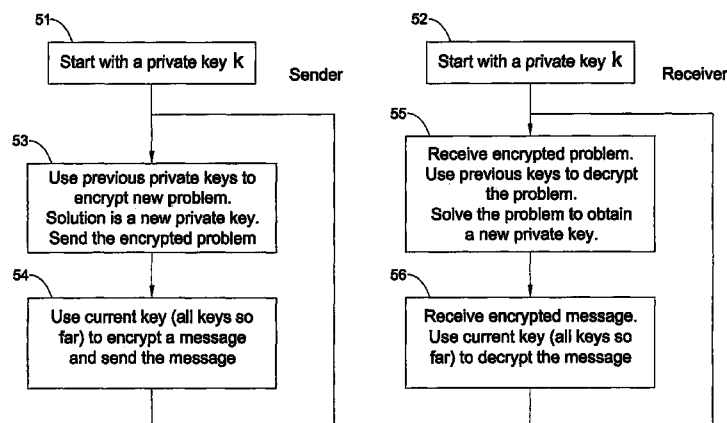 51
Start with a private key k
Sender
53
Use previous private keys to
encrypt new problem.
Solution is a new private key.
Send the encrypted problem
54
Use current key (all keys so
far) to encrypt a message
and send the message
52
Start with a private key k
Receiver
55
Receive encrypted problem.
Use previous keys to decrypt
the problem.
Solve the problem to obtain
a new private key.
56
Receive encrypted message.
Use current key (all keys so
far) to decrypt the message